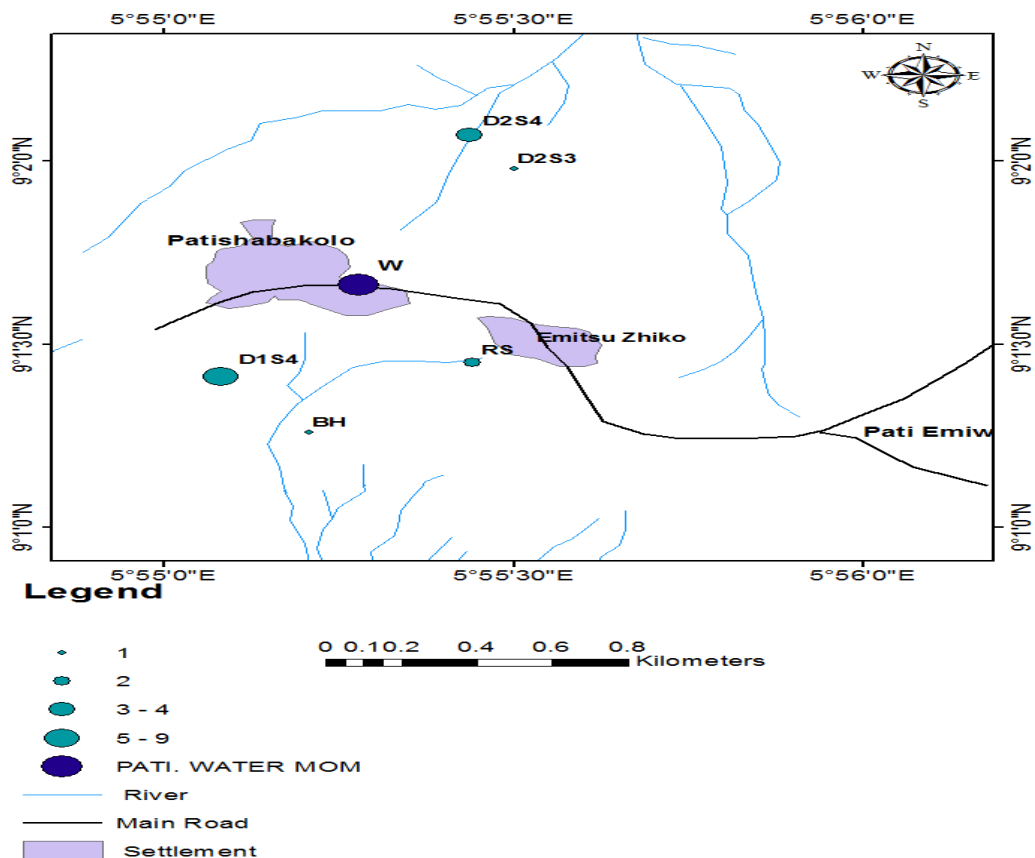 5°55'0"E 5°55'30"E 5°56'0"E
N
W E
S
D2S4
9°2'0"N 9°2'0"N
D2S3
Patishabakolo
W
9°1'30"N 9°1'30"N
Emitsu Zhiko
RS
D1S4
BH
Pati Emiw
9°1'0"N 9°1'0"N
5°55'0"E 5°55'30"E 5°56'0"E
Legend
0 0.1 0.2 0.4 0.6 0.8
Kilometers
1
2
3 - 4
5 - 9
PATI. WATER MOM
River
Main Road
Settlement